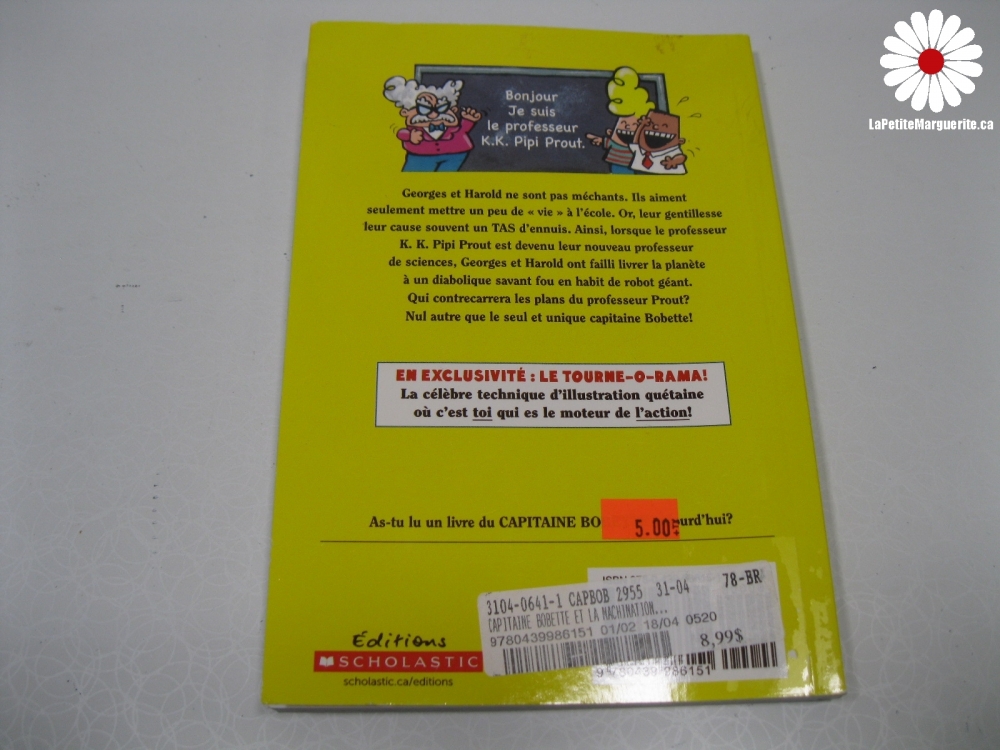 LaPetiteMarguerite.ca
Bonjour
Je suis
le professeur
K.K. Pipi Prout.
Georges et Harold ne sont pas méchants. Ils aiment
seulement mettre un peu de « vie » à l'école. Or, leur gentillesse
leur cause souvent un TAS d'ennuis. Ainsi, lorsque le professeur
K. K. Pipi Prout est devenu leur nouveau professeur
de sciences, Georges et Harold ont failli livrer la planète
à un diabolique savant fou en habit de robot géant.
Qui contrecarrera les plans du professeur Prout?
Nul autre que le seul et unique capitaine Bobette!
EN EXCLUSIVITÉ : LE TOURNE-O-RAMA!
La célèbre technique d'illustration quétaine
où c'est toi qui es le moteur de l'action!
As-tu lu un livre du CAPITAINE BO urd'hui?
5.00
3104-0641-1 CAPBOB 2955 31-04 78-BR
CAPITAINE BOBETTE ET LA MACHINATION...
9780439986151 01/02 18/04 0520
8,99$
Éditions
SCHOLASTIC
scholastic.ca/editions